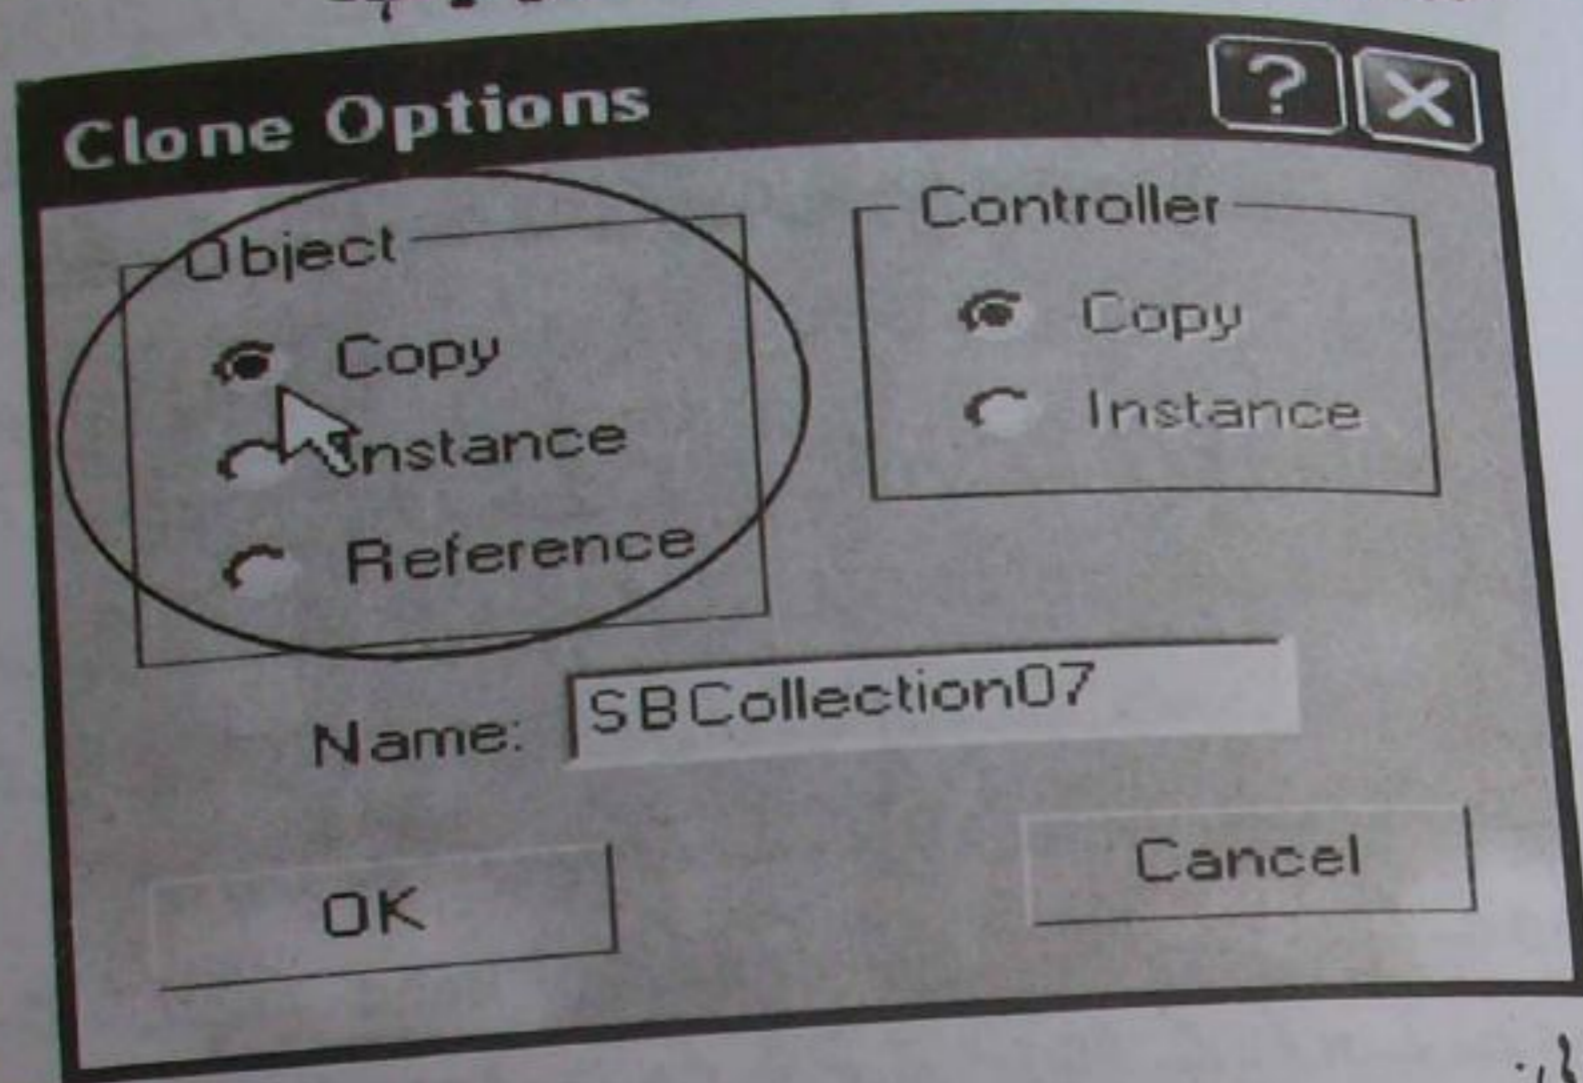 Clone Options
Object
Copy
Instance
Reference
Controller
Copy
Instance
Name: SBCollection07
OK
Cancel